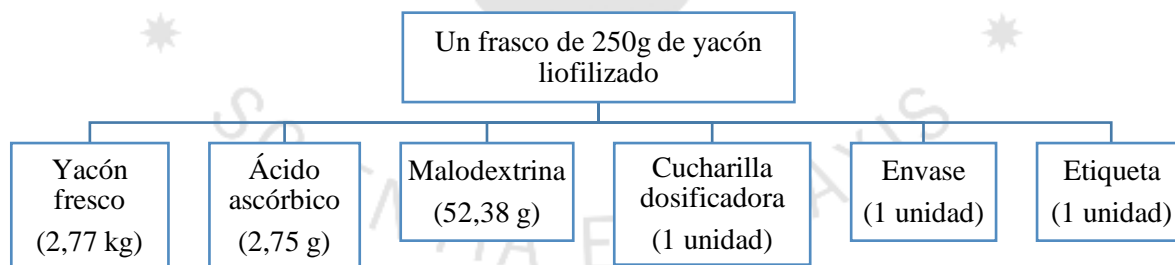 Un frasco de 250g de yacón
liofilizado
Yacón
fresco
(2,77 kg)
Ácido
ascórbico
(2,75 g)
Malodextrina
(52,38 g)
Cucharilla
dosificadora
(1 unidad)
Envase
(1 unidad)
Etiqueta
(1 unidad)